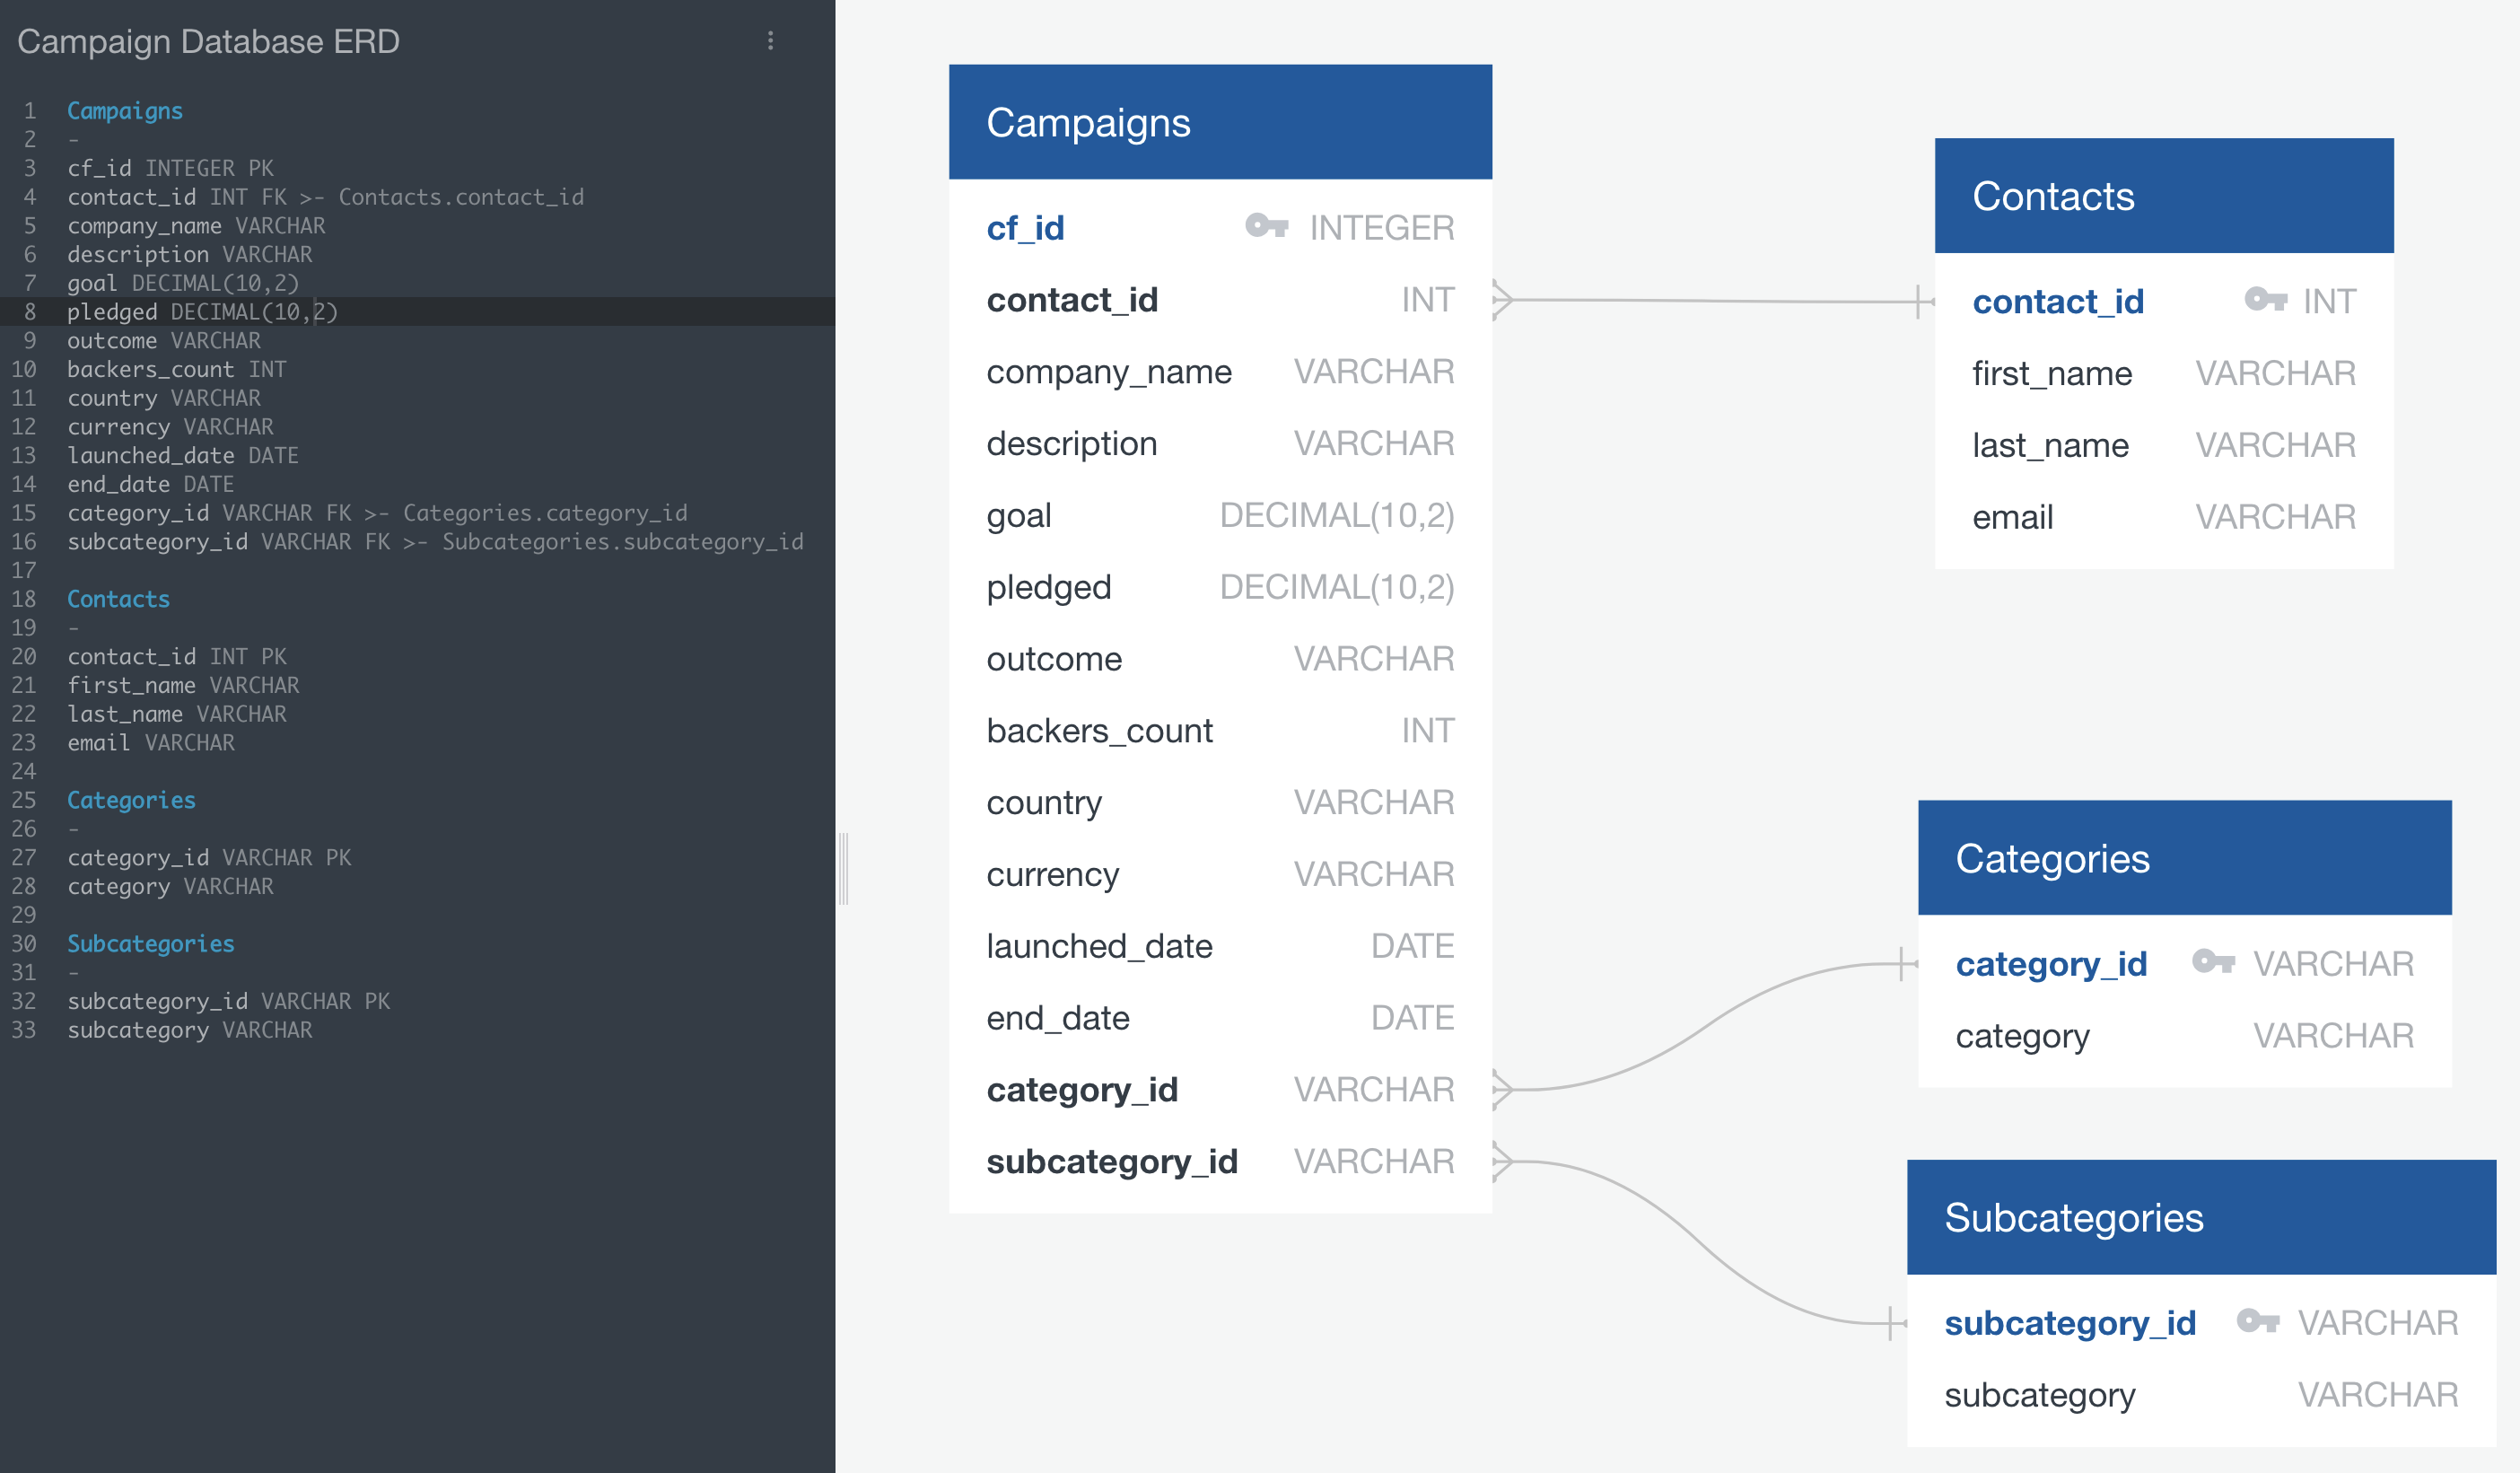 Campaign Database ERD
1 Campaigns
2 -
3 cf_id INTEGER PK
4 contact_id INT FK >- Contacts.contact_id
5 company_name VARCHAR
6 description VARCHAR
7 goal DECIMAL(10,2)
8 pledged DECIMAL(10,2)
9 outcome VARCHAR
10 backers_count INT
11 country VARCHAR
12 currency VARCHAR
13 launched_date DATE
14 end_date DATE
15 category_id VARCHAR FK >- Categories.category_id
16 subcategory_id VARCHAR FK >- Subcategories.subcategory_id
17
18 Contacts
19 -
20 contact_id INT PK
21 first_name VARCHAR
22 last_name VARCHAR
23 email VARCHAR
24
25 Categories
26 -
27 category_id VARCHAR PK
28 category VARCHAR
29
30 Subcategories
31 -
32 subcategory_id VARCHAR PK
33 subcategory VARCHAR
Campaigns
cf_id INTEGER
contact_id INT
company_name VARCHAR
description VARCHAR
goal DECIMAL(10,2)
pledged DECIMAL(10,2)
outcome VARCHAR
backers_count INT
country VARCHAR
currency VARCHAR
launched_date DATE
end_date DATE
category_id VARCHAR
subcategory_id VARCHAR
Contacts
contact_id INT
first_name VARCHAR
last_name VARCHAR
email VARCHAR
Categories
category_id VARCHAR
category VARCHAR
Subcategories
subcategory_id VARCHAR
subcategory VARCHAR